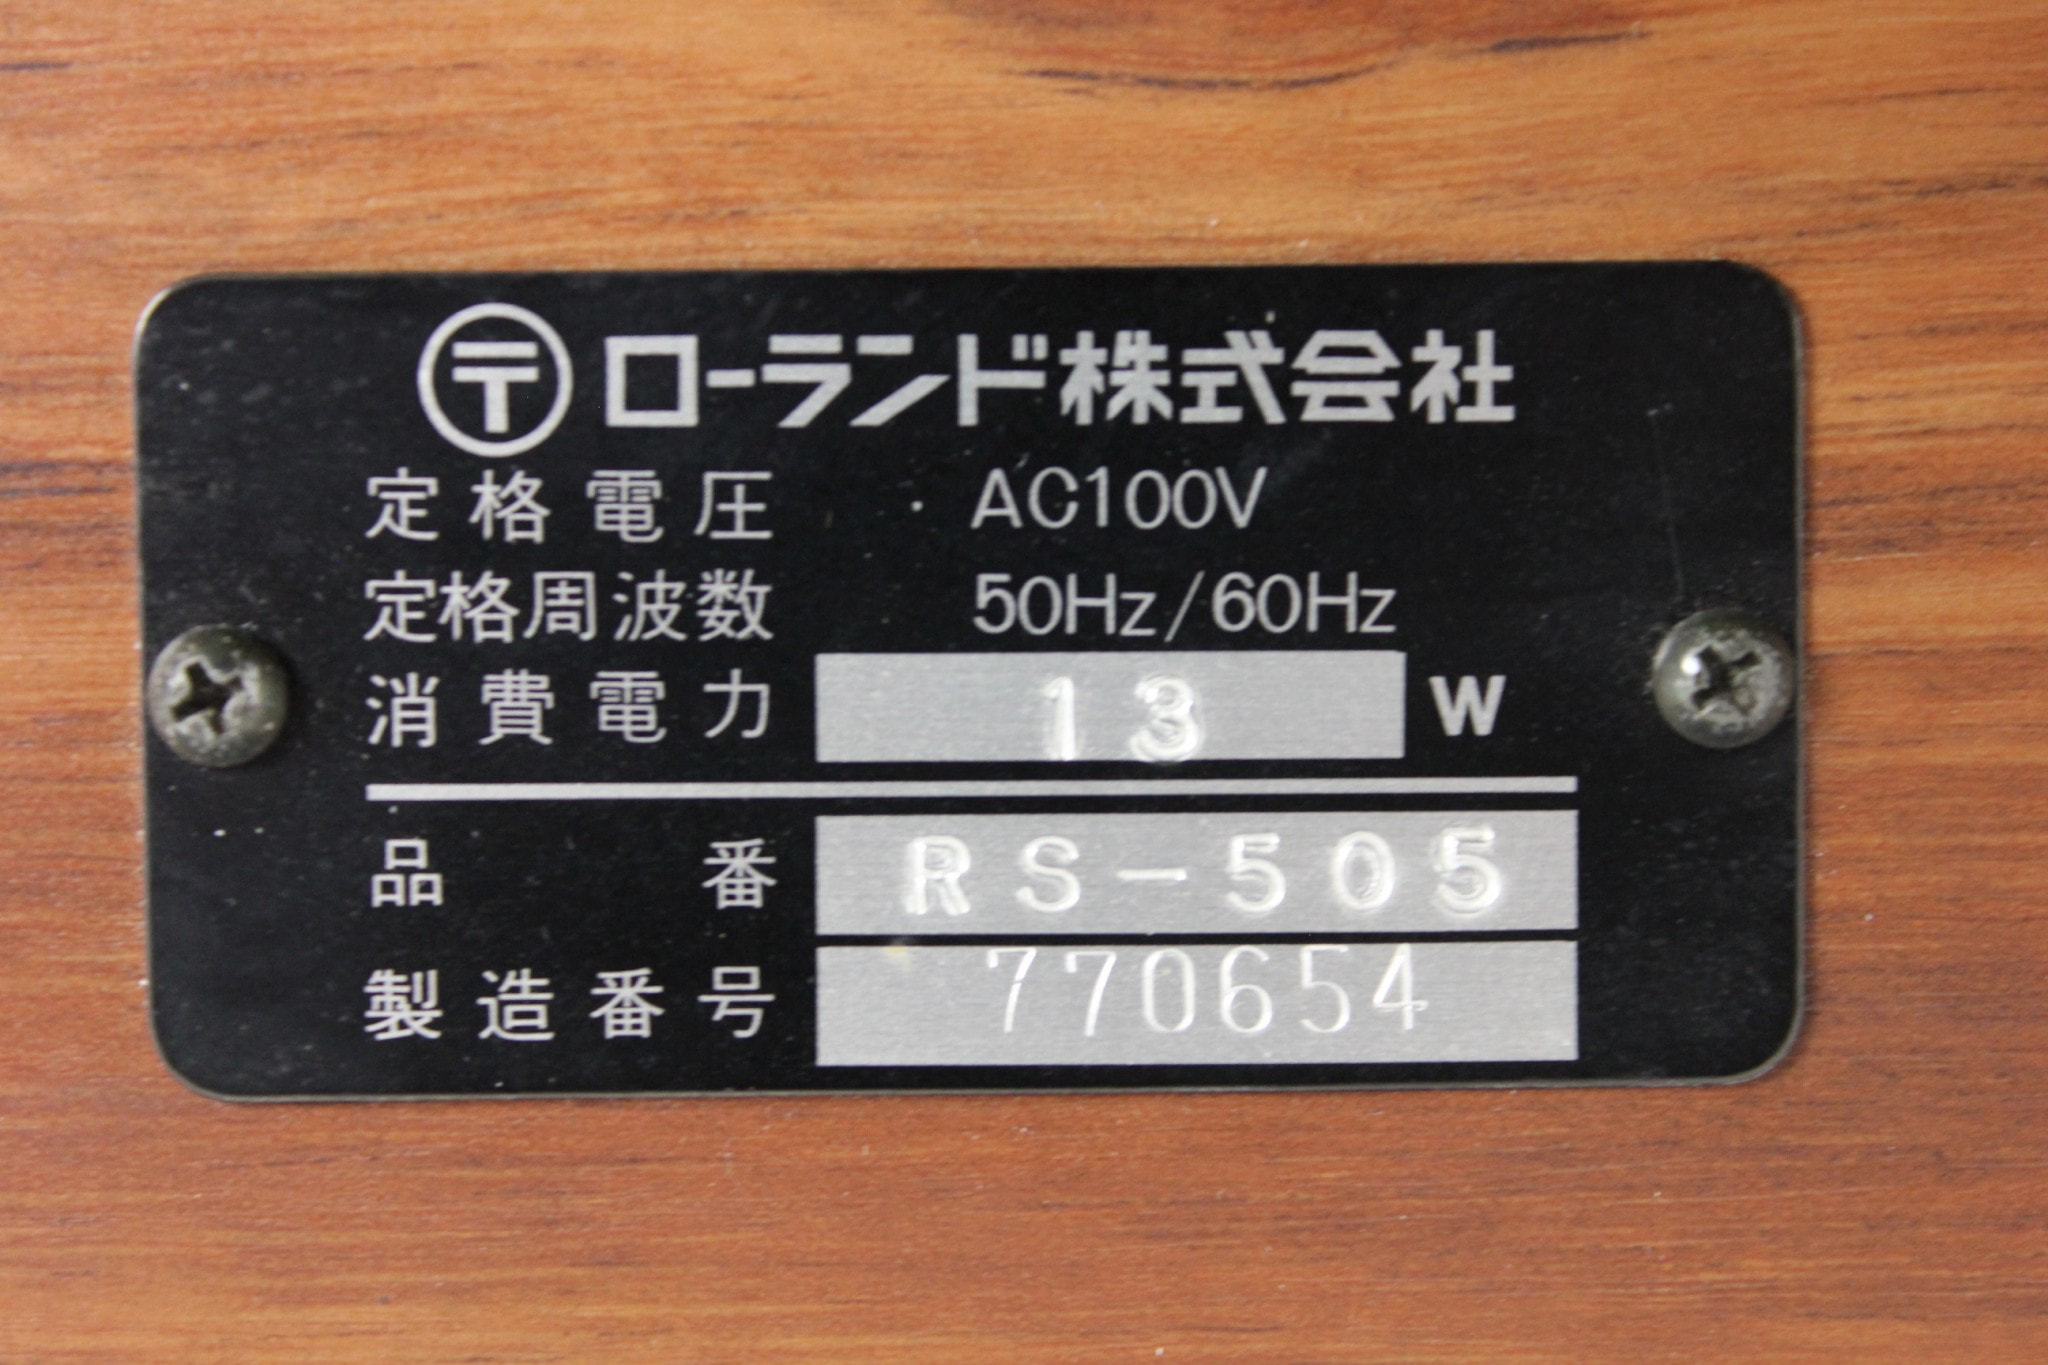 〶 ローランド株式会社
定格電圧 AC100V
定格周波数 50Hz/60Hz
消費電力 13 W
品番 RS-505
製造番号 770654